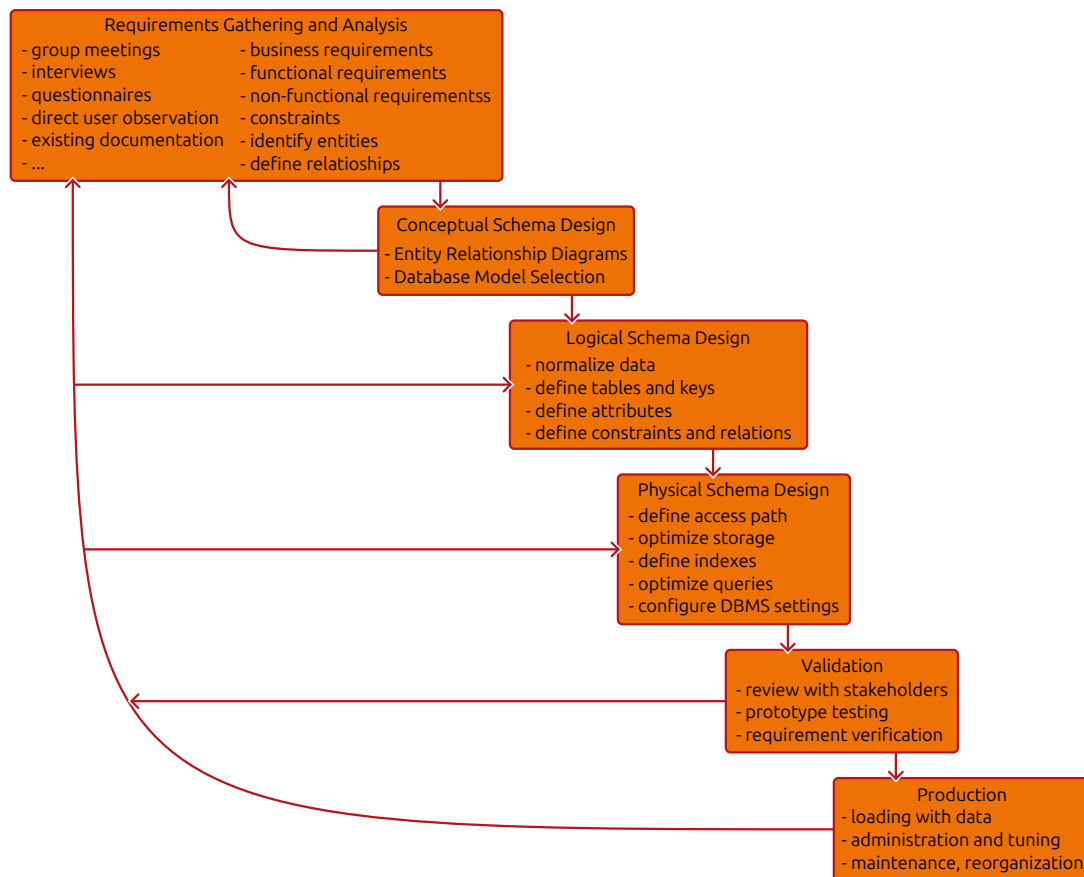 Requirements Gathering and Analysis
- group meetings
- interviews
- questionnaires
- direct user observation
- existing documentation
- ...
- business requirements
- functional requirements
- non-functional requirementss
- constraints
- identify entities
- define relatioships
Conceptual Schema Design
- Entity Relationship Diagrams
- Database Model Selection
Logical Schema Design
- normalize data
- define tables and keys
- define attributes
- define constraints and relations
Physical Schema Design
- define access path
- optimize storage
- define indexes
- optimize queries
- configure DBMS settings
Validation
- review with stakeholders
- prototype testing
- requirement verification
Production
- loading with data
- administration and tuning
- maintenance, reorganization